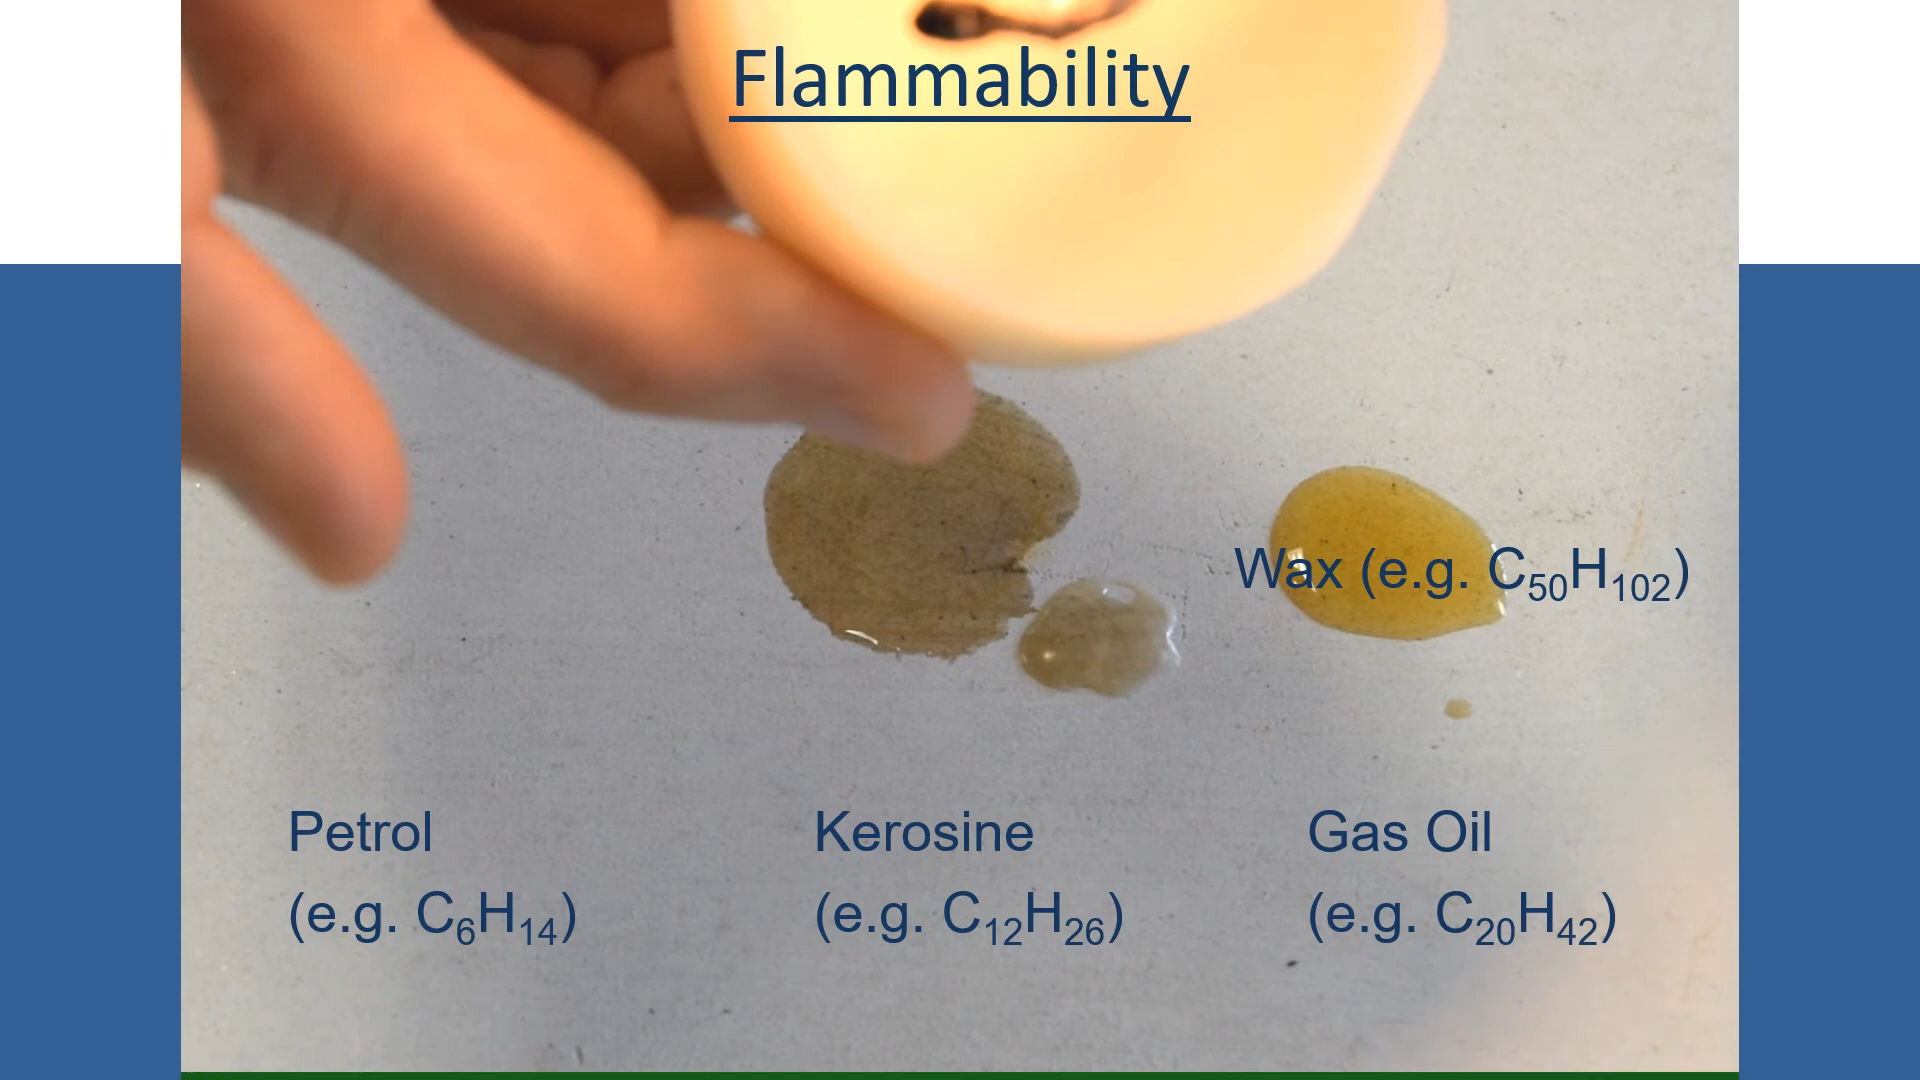 Flammability
Wax (e.g. C₅₀H₁₀₂)
Petrol
(e.g. C₆H₁₄)
Kerosine
(e.g. C₁₂H₂₆)
Gas Oil
(e.g. C₂₀H₄₂)